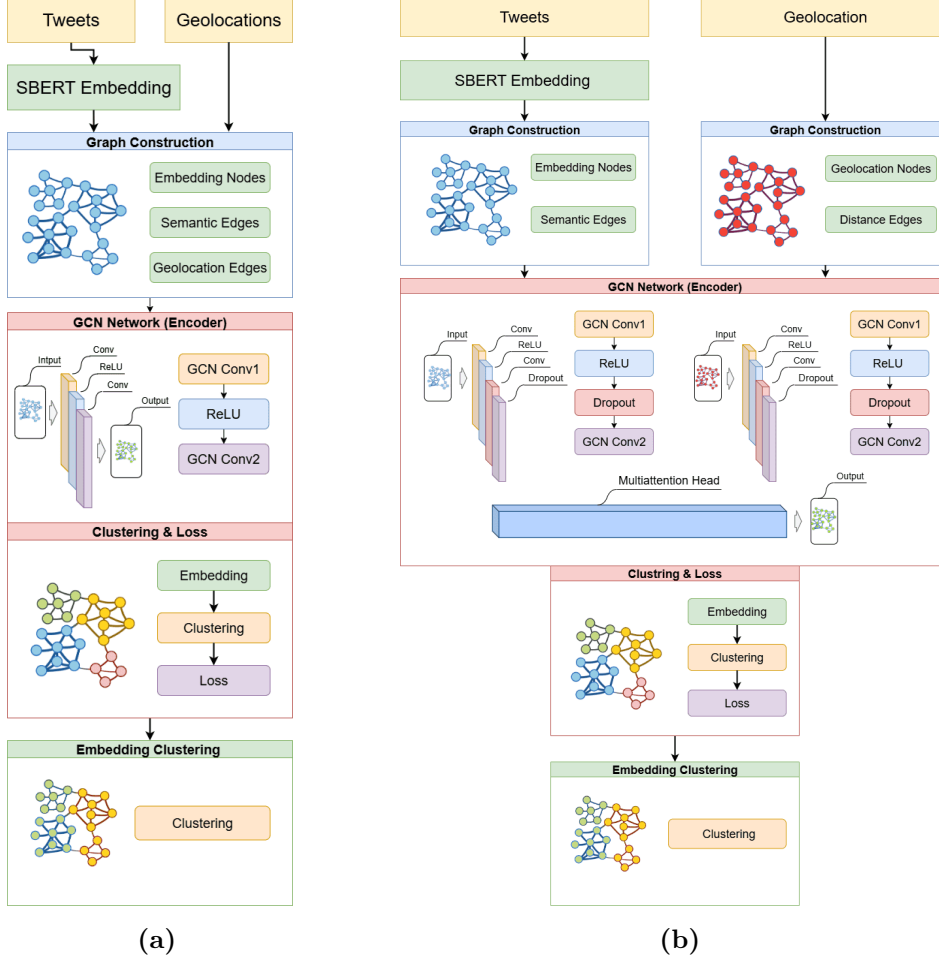 Tweets
Geolocations
SBERT Embedding
Graph Construction
Embedding Nodes
Semantic Edges
Geolocation Edges
GCN Network (Encoder)
Intput
Conv
ReLU
Conv
Output
GCN Conv1
ReLU
GCN Conv2
Clustering & Loss
Embedding
Clustering
Loss
Embedding Clustering
Clustering
(a)
Tweets
Geolocation
SBERT Embedding
Graph Construction
Embedding Nodes
Semantic Edges
Graph Construction
Geolocation Nodes
Distance Edges
GCN Network (Encoder)
Input
Conv
ReLU
Conv
Dropout
GCN Conv1
ReLU
Dropout
GCN Conv2
Input
Conv
ReLU
Conv
Dropout
GCN Conv1
ReLU
Dropout
GCN Conv2
Multiattention Head
Output
Clustring & Loss
Embedding
Clustering
Loss
Embedding Clustering
Clustering
(b)